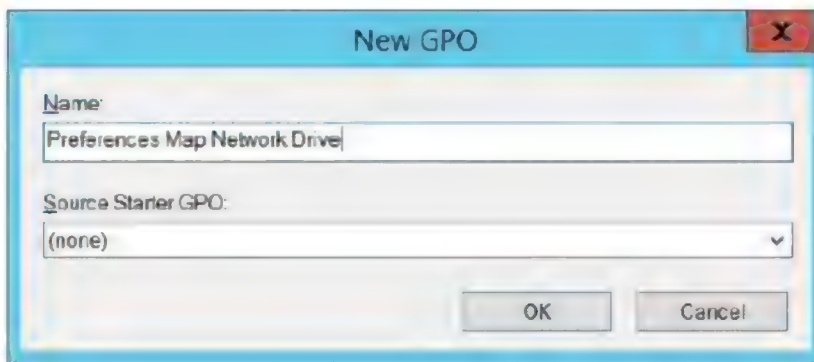 New GPO
X
Name:
Preferences Map Network Drive
Source Starter GPO:
(none)
OK Cancel